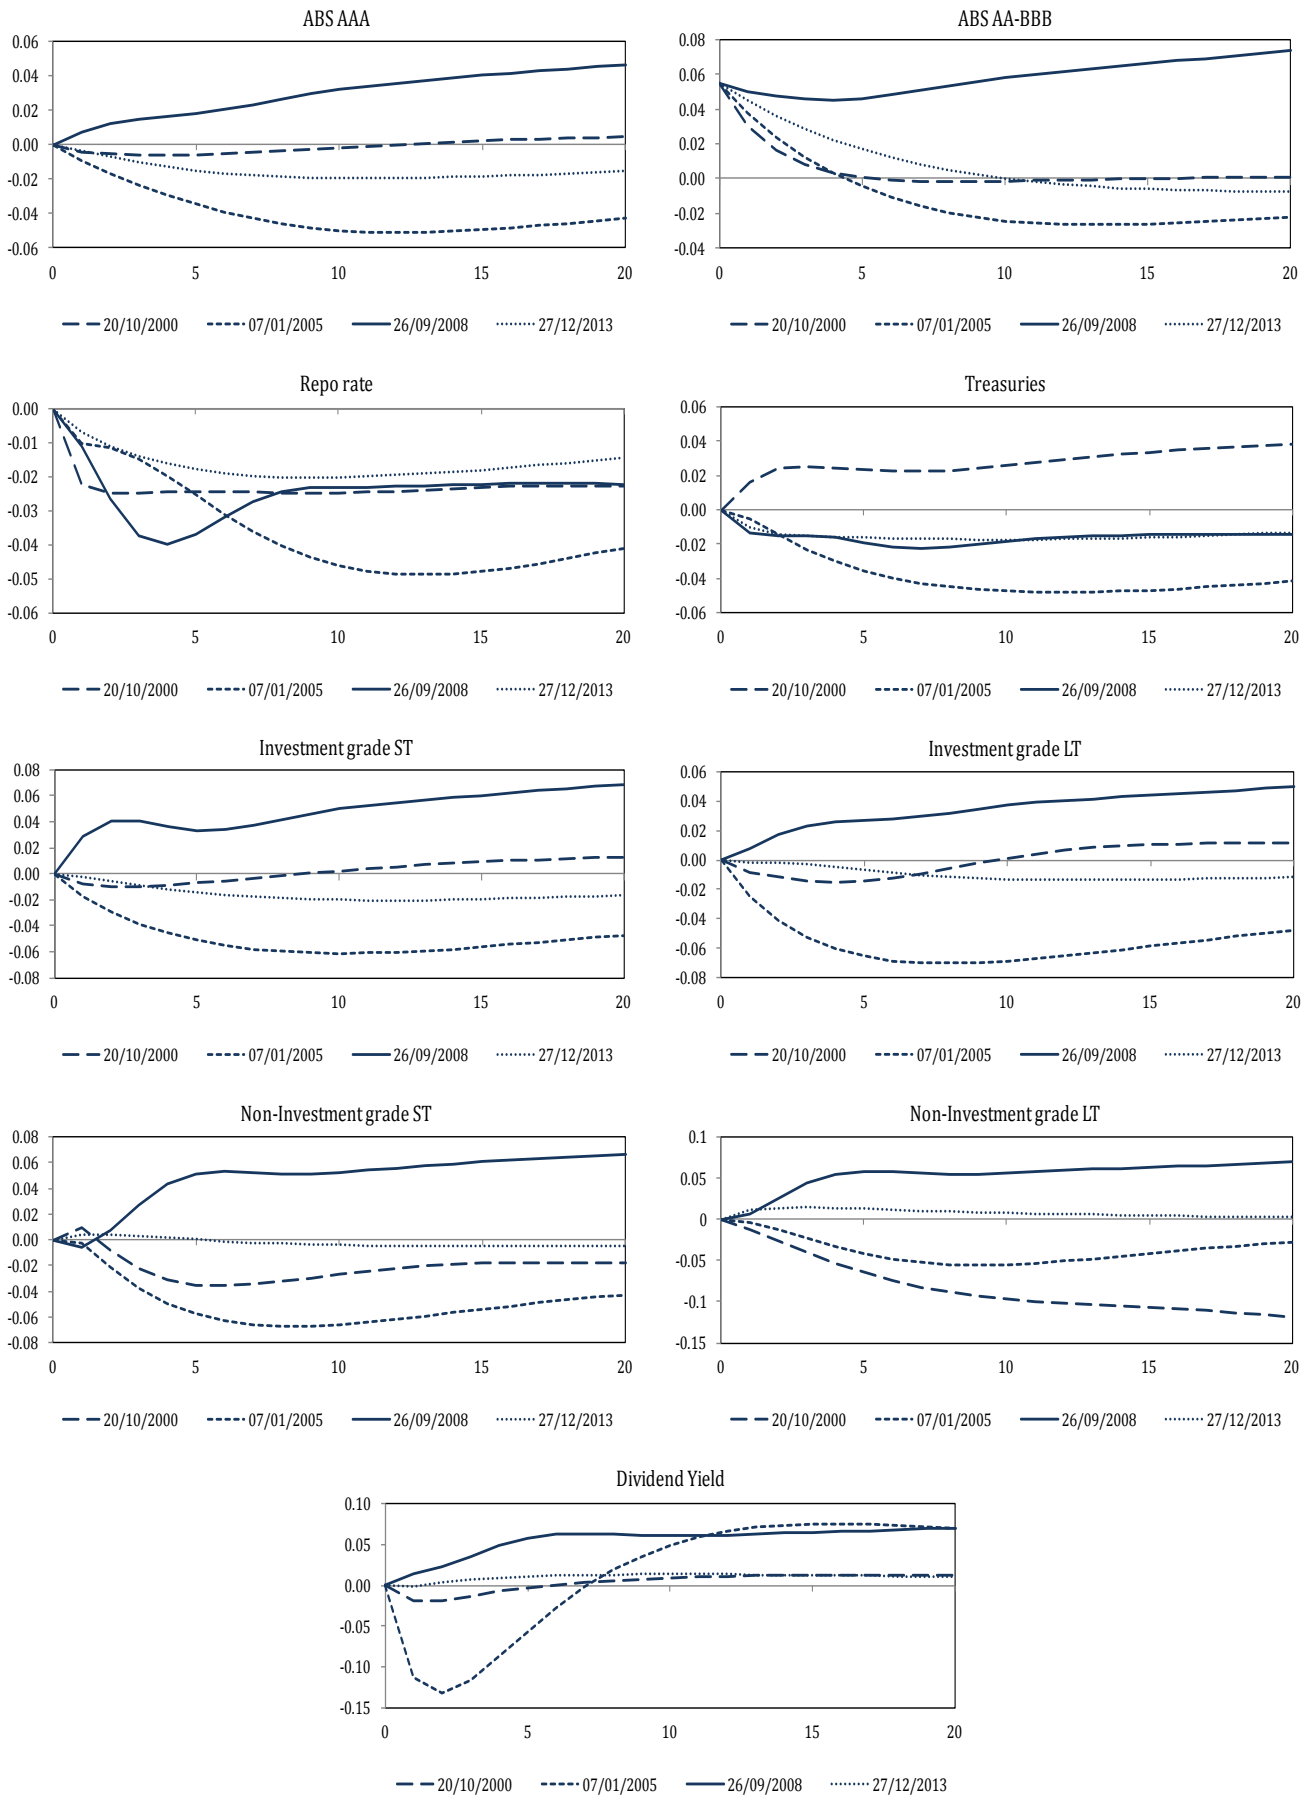 ABS AAA
0.06
0.04
0.02
0.00
-0.02
-0.04
-0.06
0 5 10 15 20
20/10/2000 07/01/2005 26/09/2008 27/12/2013
ABS AA-BBB
0.08
0.06
0.04
0.02
0.00
-0.02
-0.04
0 5 10 15 20
20/10/2000 07/01/2005 26/09/2008 27/12/2013
Repo rate
0.00
-0.01
-0.02
-0.03
-0.04
-0.05
-0.06
0 5 10 15 20
20/10/2000 07/01/2005 26/09/2008 27/12/2013
Treasuries
0.06
0.04
0.02
0.00
-0.02
-0.04
-0.06
0 5 10 15 20
20/10/2000 07/01/2005 26/09/2008 27/12/2013
Investment grade ST
0.08
0.06
0.04
0.02
0.00
-0.02
-0.04
-0.06
-0.08
0 5 10 15 20
20/10/2000 07/01/2005 26/09/2008 27/12/2013
Investment grade LT
0.06
0.04
0.02
0.00
-0.02
-0.04
-0.06
-0.08
0 5 10 15 20
20/10/2000 07/01/2005 26/09/2008 27/12/2013
Non-Investment grade ST
0.08
0.06
0.04
0.02
0.00
-0.02
-0.04
-0.06
-0.08
0 5 10 15 20
20/10/2000 07/01/2005 26/09/2008 27/12/2013
Non-Investment grade LT
0.1
0.05
0
-0.05
-0.1
-0.15
0 5 10 15 20
20/10/2000 07/01/2005 26/09/2008 27/12/2013
Dividend Yield
0.10
0.05
0.00
-0.05
-0.10
-0.15
0 5 10 15 20
20/10/2000 07/01/2005 26/09/2008 27/12/2013